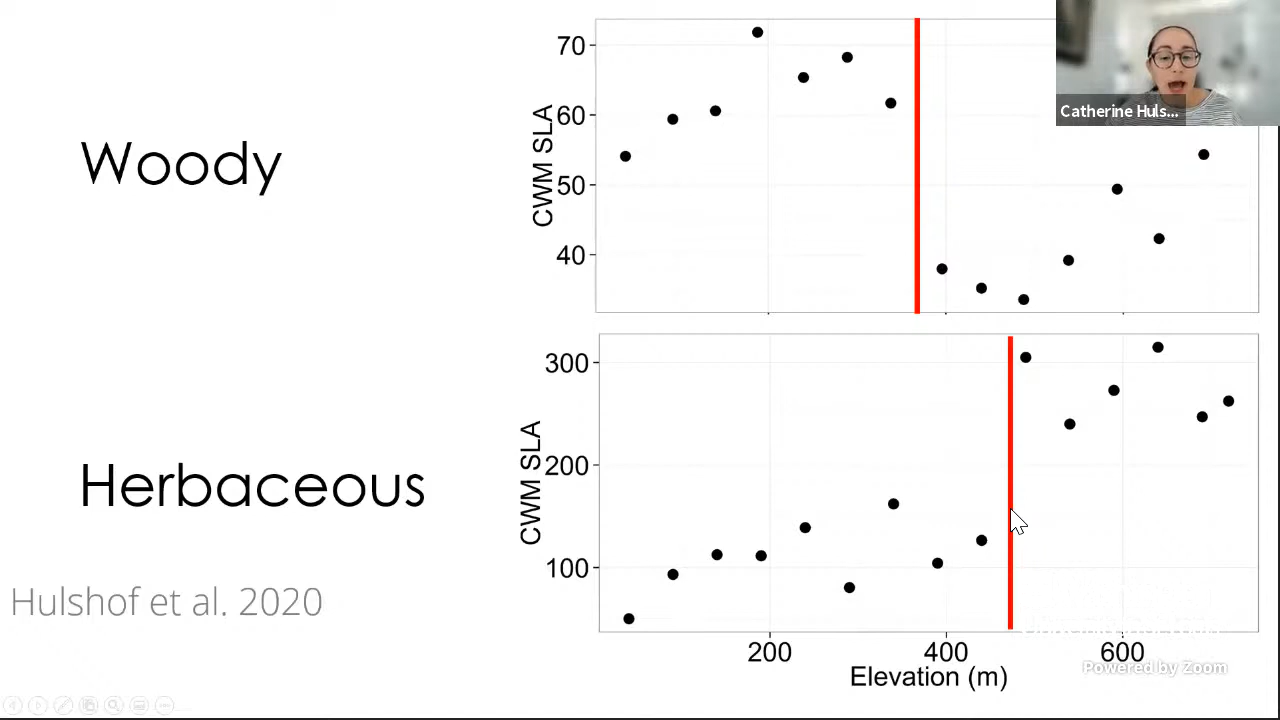 Woody
CWM SLA
70
60
50
40
Catherine Huls...
Herbaceous
CWM SLA
300
200
100
200
400
600
Elevation (m)
Hulshof et al. 2020
Powered by Zoom